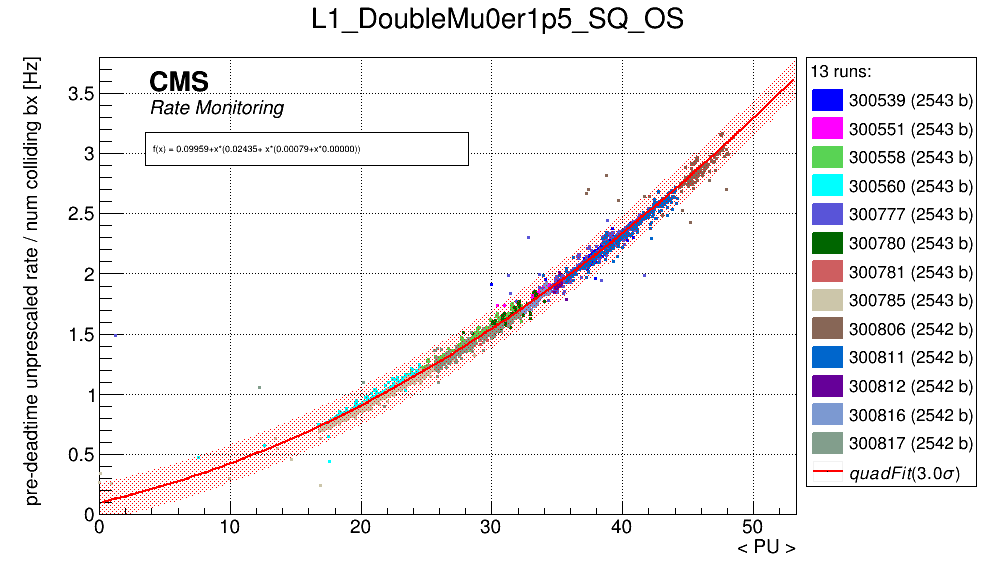 L1_DoubleMu0er1p5_SQ_OS
pre-deadtime unprescaled rate / num colliding bx [Hz]
CMS
Rate Monitoring
f(x) = 0.09959+x*(0.02435+ x*(0.00079+x*0.00000))
3.5
3
2.5
2
1.5
1
0.5
0
0 10 20 30 40 50
< PU >
13 runs:
300539 (2543 b)
300551 (2543 b)
300558 (2543 b)
300560 (2543 b)
300777 (2543 b)
300780 (2543 b)
300781 (2543 b)
300785 (2543 b)
300806 (2542 b)
300811 (2542 b)
300812 (2542 b)
300816 (2542 b)
300817 (2542 b)
quadFit(3.0σ)